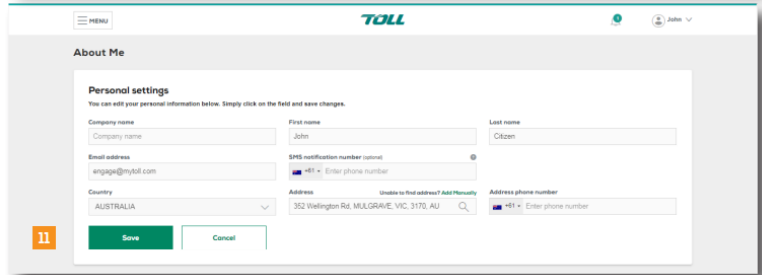 MENU
TOLL
John
About Me
Personal settings
You can edit your personal information below. Simply click on the field and save changes.
Company name
First name
Last name
Company name
John
Citizen
Email address
SMS notification number (optional)
engage@mytoll.com
+61
Enter phone number
Country
Address
Unable to find address? Add Manually
Address phone number
AUSTRALIA
352 Wellington Rd, MULGRAVE, VIC, 3170, AU
+61
Enter phone number
11
Save
Cancel